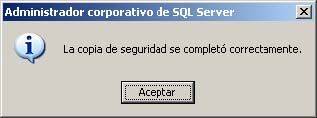 Administrador corporativo de SQL Server
La copia de seguridad se completó correctamente.
Aceptar